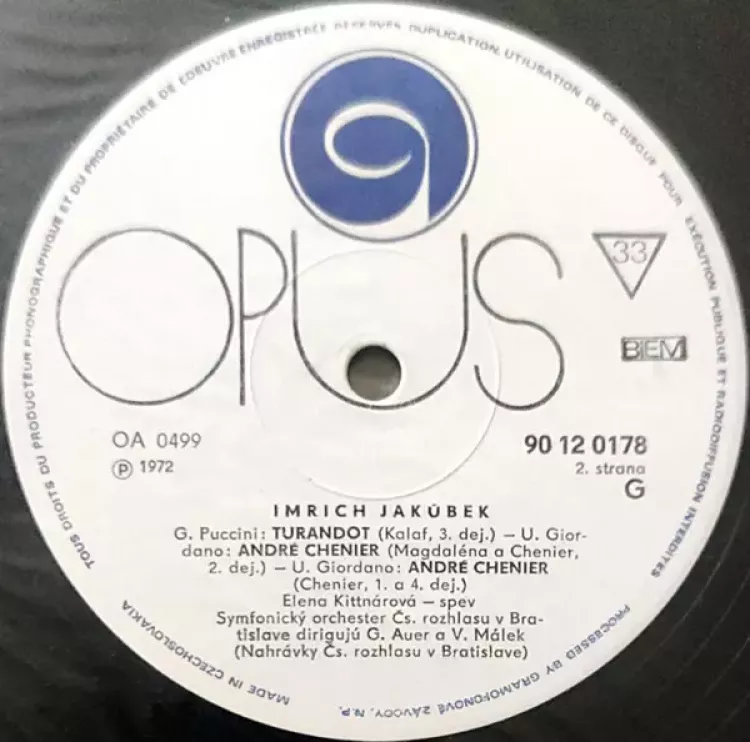 TOUS DROITS DU PRODUCTEUR PHONOGRAPHIQUE ET DU PROPRIÉTAIRE DE L'OEUVRE ENREGISTRÉE RÉSERVÉS DUPLICATION, UTILISATION DE CE DISQUE POUR EXÉCUTION PUBLIQUE ET RADIODIFFUSION INTERDITES
OPUS
33
BIEM
OA 0499
90 12 0178
Ⓟ 1972
2. strana
G
IMRICH JAKÚBEK
G. Puccini: TURANDOT (Kalaf, 3. dej.) – U. Gior-
dano: ANDRÉ CHENIER (Magdaléna a Chenier,
2. dej.) – U. Giordano: ANDRÉ CHENIER
(Chenier, 1. a 4. dej.)
Elena Kittnárová – spev
Symfonický orchester Čs. rozhlasu v Bra-
tislave dirigujú G. Auer a V. Málek
(Nahrávky Čs. rozhlasu v Bratislave)
MADE IN CZECHOSLOVAKIA
PROCESSED BY GRAMOFONOVÉ ZÁVODY, N.P.